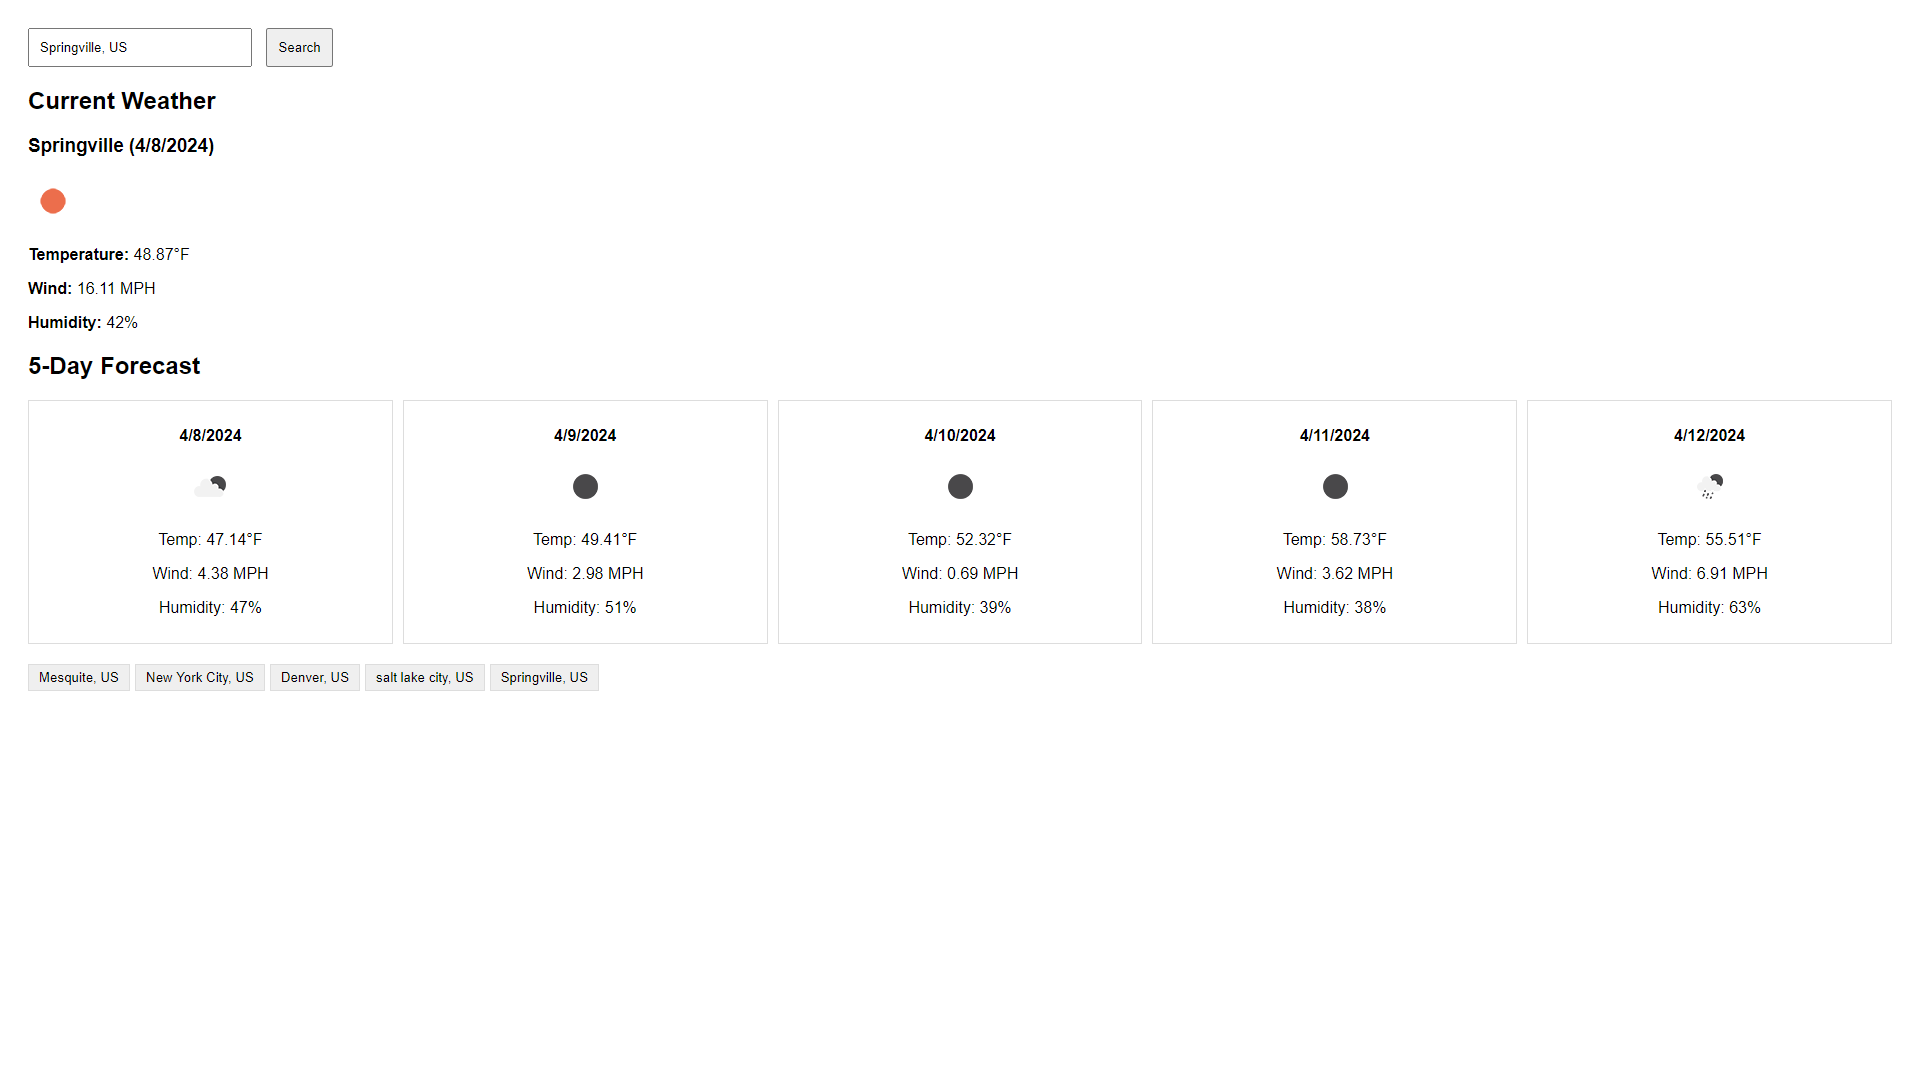 Springville, US
Search
Current Weather
Springville (4/8/2024)
Temperature: 48.87°F
Wind: 16.11 MPH
Humidity: 42%
5-Day Forecast
4/8/2024
Temp: 47.14°F
Wind: 4.38 MPH
Humidity: 47%
4/9/2024
Temp: 49.41°F
Wind: 2.98 MPH
Humidity: 51%
4/10/2024
Temp: 52.32°F
Wind: 0.69 MPH
Humidity: 39%
4/11/2024
Temp: 58.73°F
Wind: 3.62 MPH
Humidity: 38%
4/12/2024
Temp: 55.51°F
Wind: 6.91 MPH
Humidity: 63%
Mesquite, US
New York City, US
Denver, US
salt lake city, US
Springville, US